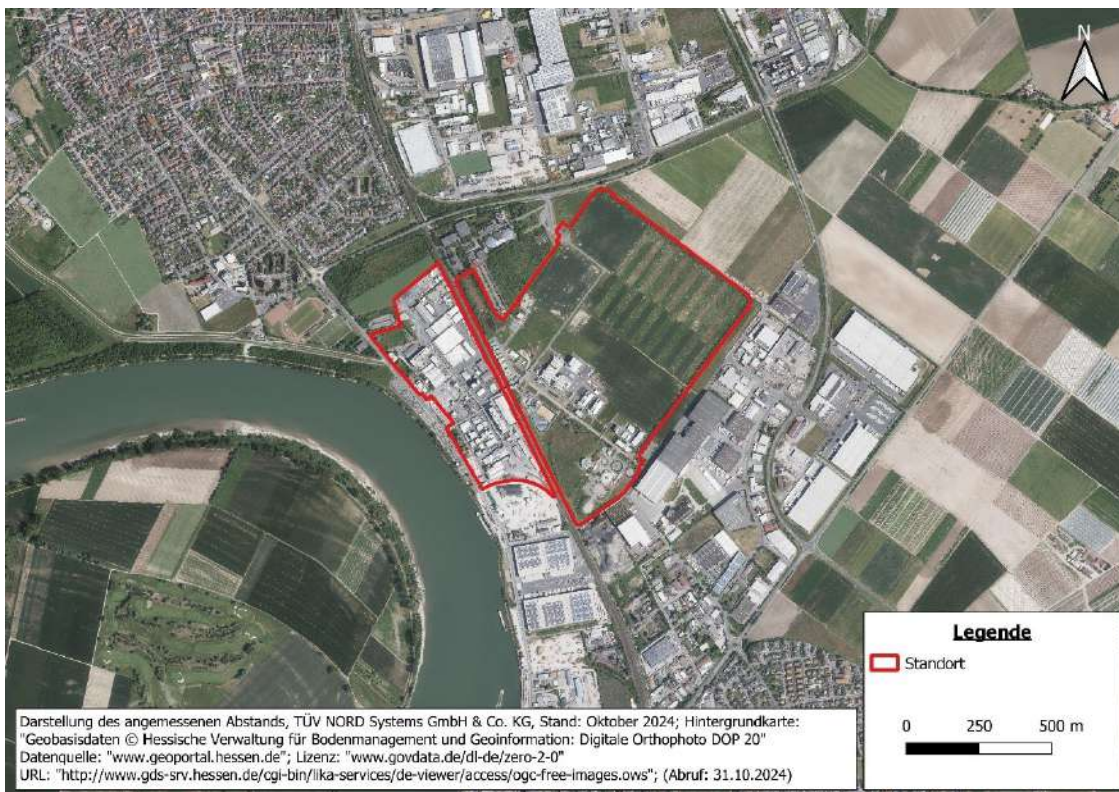 N
Legende
Standort
0 250 500 m
Darstellung des angemessenen Abstands, TÜV NORD Systems GmbH & Co. KG, Stand: Oktober 2024; Hintergrundkarte:
"Geobasisdaten © Hessische Verwaltung für Bodenmanagement und Geoinformation: Digitale Orthophoto DOP 20"
Datenquelle: "www.geoportal.hessen.de"; Lizenz: "www.govdata.de/dl-de/zero-2-0"
URL: "http://www.gds-srv.hessen.de/cgi-bin/lika-services/de-viewer/access/ogc-free-images.ows"; (Abruf: 31.10.2024)